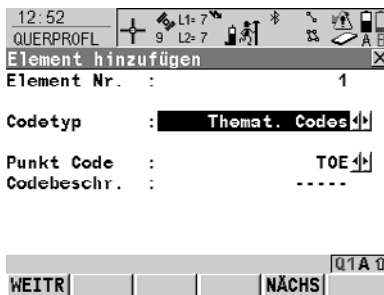 12:52
QUERPROFL
9
L1= 7
L2= 7
A B
Element hinzufügen X
Element Nr. : 1
Codetyp : Themat. Codes
Punkt Code : TOE
Codebeschr. : -----
Q1 A
WEITR NÄCHS